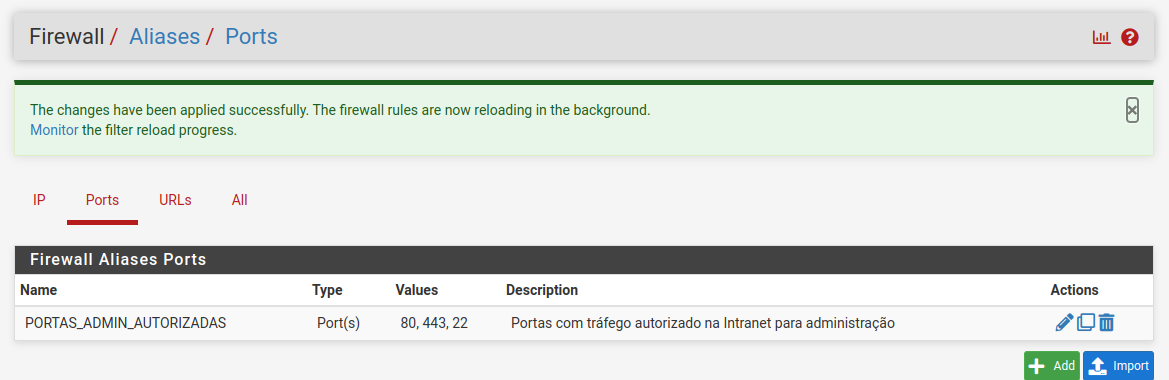 Firewall / Aliases / Ports
The changes have been applied successfully. The firewall rules are now reloading in the background.
Monitor the filter reload progress.
IP Ports URLs All
Firewall Aliases Ports
Name Type Values Description Actions
PORTAS_ADMIN_AUTORIZADAS Port(s) 80, 443, 22 Portas com tráfego autorizado na Intranet para administração
Add Import